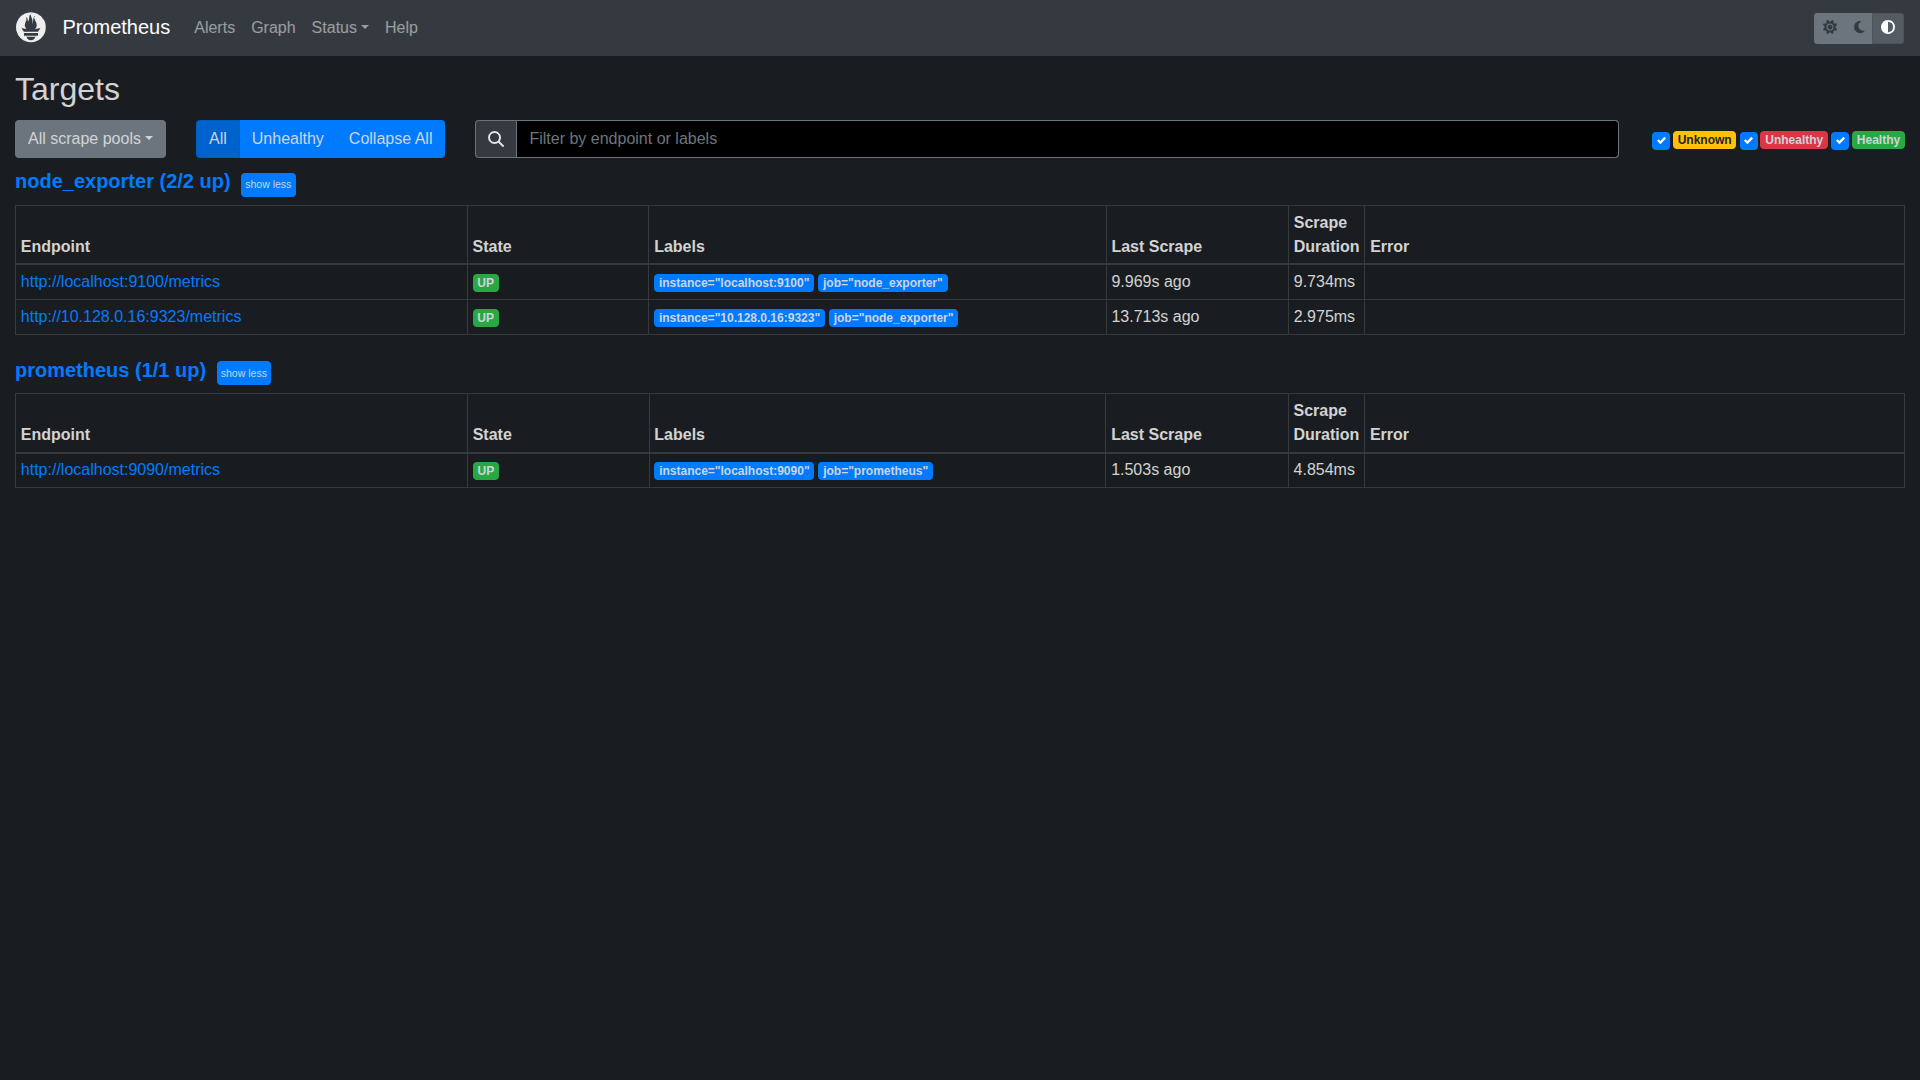 Prometheus Alerts Graph Status Help
Targets
All scrape pools All Unhealthy Collapse All Filter by endpoint or labels Unknown Unhealthy Healthy
node_exporter (2/2 up) show less
Endpoint State Labels Last Scrape Scrape Duration Error
http://localhost:9100/metrics UP instance="localhost:9100" job="node_exporter" 9.969s ago 9.734ms
http://10.128.0.16:9323/metrics UP instance="10.128.0.16:9323" job="node_exporter" 13.713s ago 2.975ms
prometheus (1/1 up) show less
Endpoint State Labels Last Scrape Scrape Duration Error
http://localhost:9090/metrics UP instance="localhost:9090" job="prometheus" 1.503s ago 4.854ms